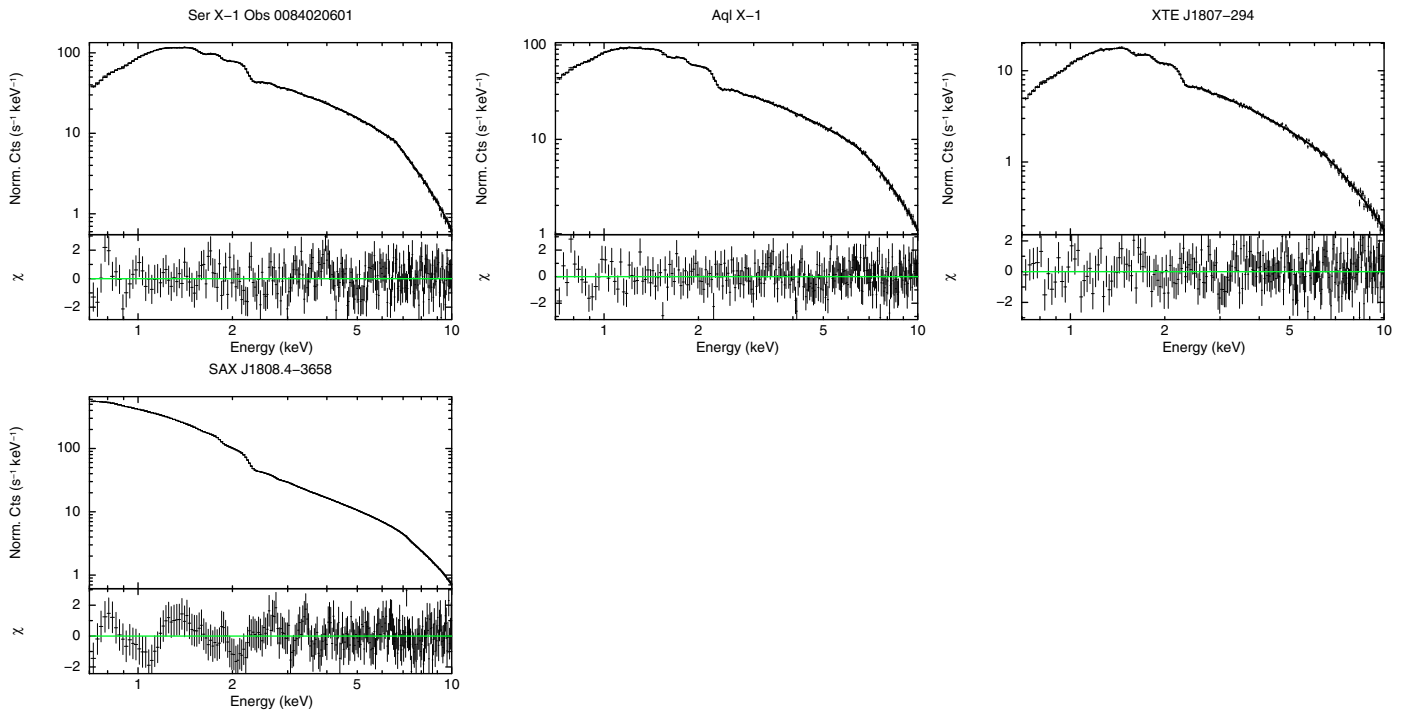 Ser X−1 Obs 0084020601
Norm. Cts (s⁻¹ keV⁻¹)
100
10
1
χ
2
0
−2
1 2 5 10
Energy (keV)
Aql X−1
Norm. Cts (s⁻¹ keV⁻¹)
100
10
1
χ
2
0
−2
1 2 5 10
Energy (keV)
XTE J1807−294
Norm. Cts (s⁻¹ keV⁻¹)
10
1
χ
2
0
−2
1 2 5 10
Energy (keV)
SAX J1808.4−3658
Norm. Cts (s⁻¹ keV⁻¹)
100
10
1
χ
2
0
−2
1 2 5 10
Energy (keV)